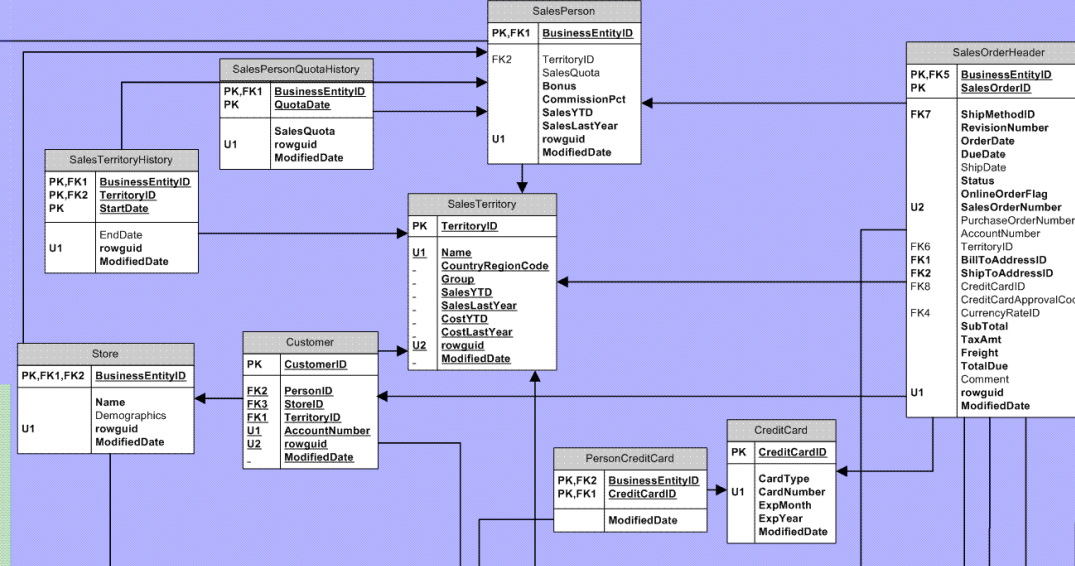 SalesPerson
PK,FK1 BusinessEntityID
FK2 TerritoryID
SalesQuota
Bonus
CommissionPct
SalesYTD
SalesLastYear
U1 rowguid
ModifiedDate
SalesOrderHeader
PK,FK5 BusinessEntityID
PK SalesOrderID
FK7 ShipMethodID
RevisionNumber
OrderDate
DueDate
ShipDate
Status
OnlineOrderFlag
U2 SalesOrderNumber
PurchaseOrderNumber
AccountNumber
FK6 TerritoryID
FK1 BillToAddressID
FK2 ShipToAddressID
FK8 CreditCardID
CreditCardApprovalCo
FK4 CurrencyRateID
SubTotal
TaxAmt
Freight
TotalDue
Comment
U1 rowguid
ModifiedDate
SalesPersonQuotaHistory
PK,FK1 BusinessEntityID
PK QuotaDate
SalesQuota
U1 rowguid
ModifiedDate
SalesTerritoryHistory
PK,FK1 BusinessEntityID
PK,FK2 TerritoryID
PK StartDate
EndDate
U1 rowguid
ModifiedDate
SalesTerritory
PK TerritoryID
U1 Name
CountryRegionCode
Group
SalesYTD
SalesLastYear
CostYTD
CostLastYear
U2 rowguid
ModifiedDate
Store
PK,FK1,FK2 BusinessEntityID
Name
Demographics
U1 rowguid
ModifiedDate
Customer
PK CustomerID
FK2 PersonID
FK3 StoreID
FK1 TerritoryID
U1 AccountNumber
U2 rowguid
ModifiedDate
PersonCreditCard
PK,FK2 BusinessEntityID
PK,FK1 CreditCardID
ModifiedDate
CreditCard
PK CreditCardID
CardType
U1 CardNumber
ExpMonth
ExpYear
ModifiedDate